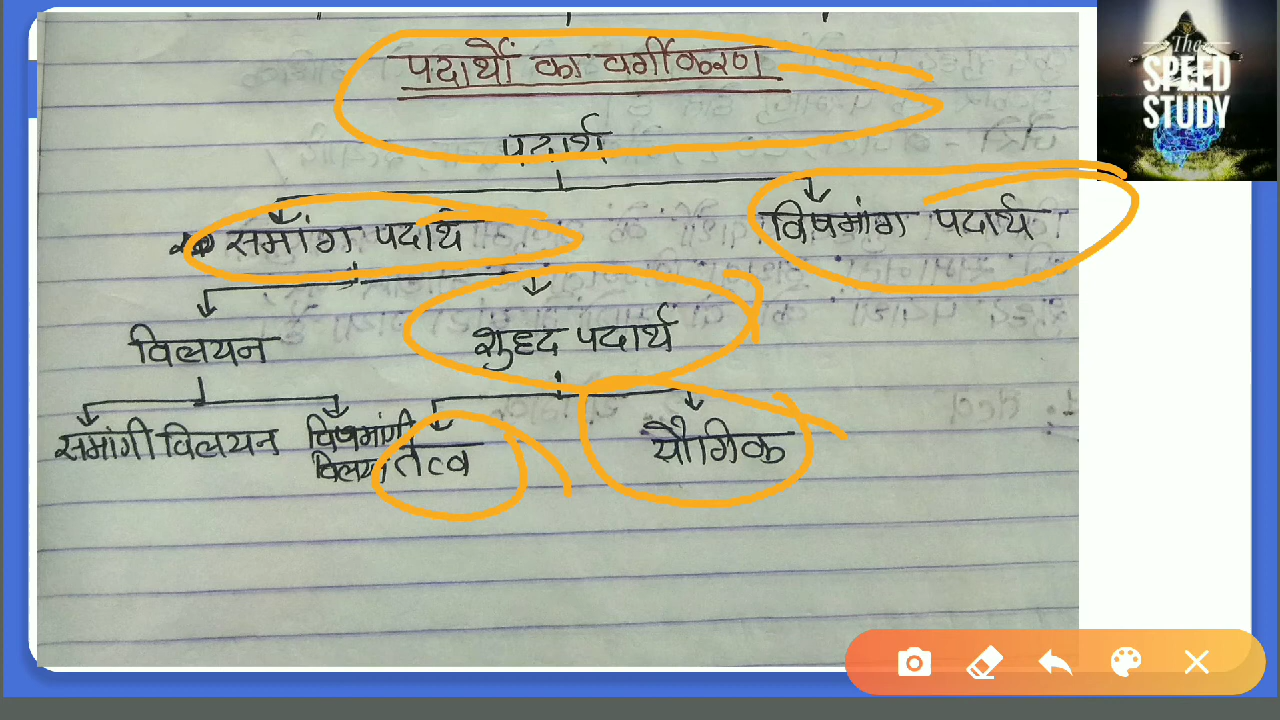 पदार्थों का वर्गीकरण
पदार्थ
समांग पदार्थ
विषमांग पदार्थ
विलयन
शुद्द पदार्थ
समांगी विलयन
विषमांगी
विलयन
तत्व
यौगिक
The
SPEED
STUDY